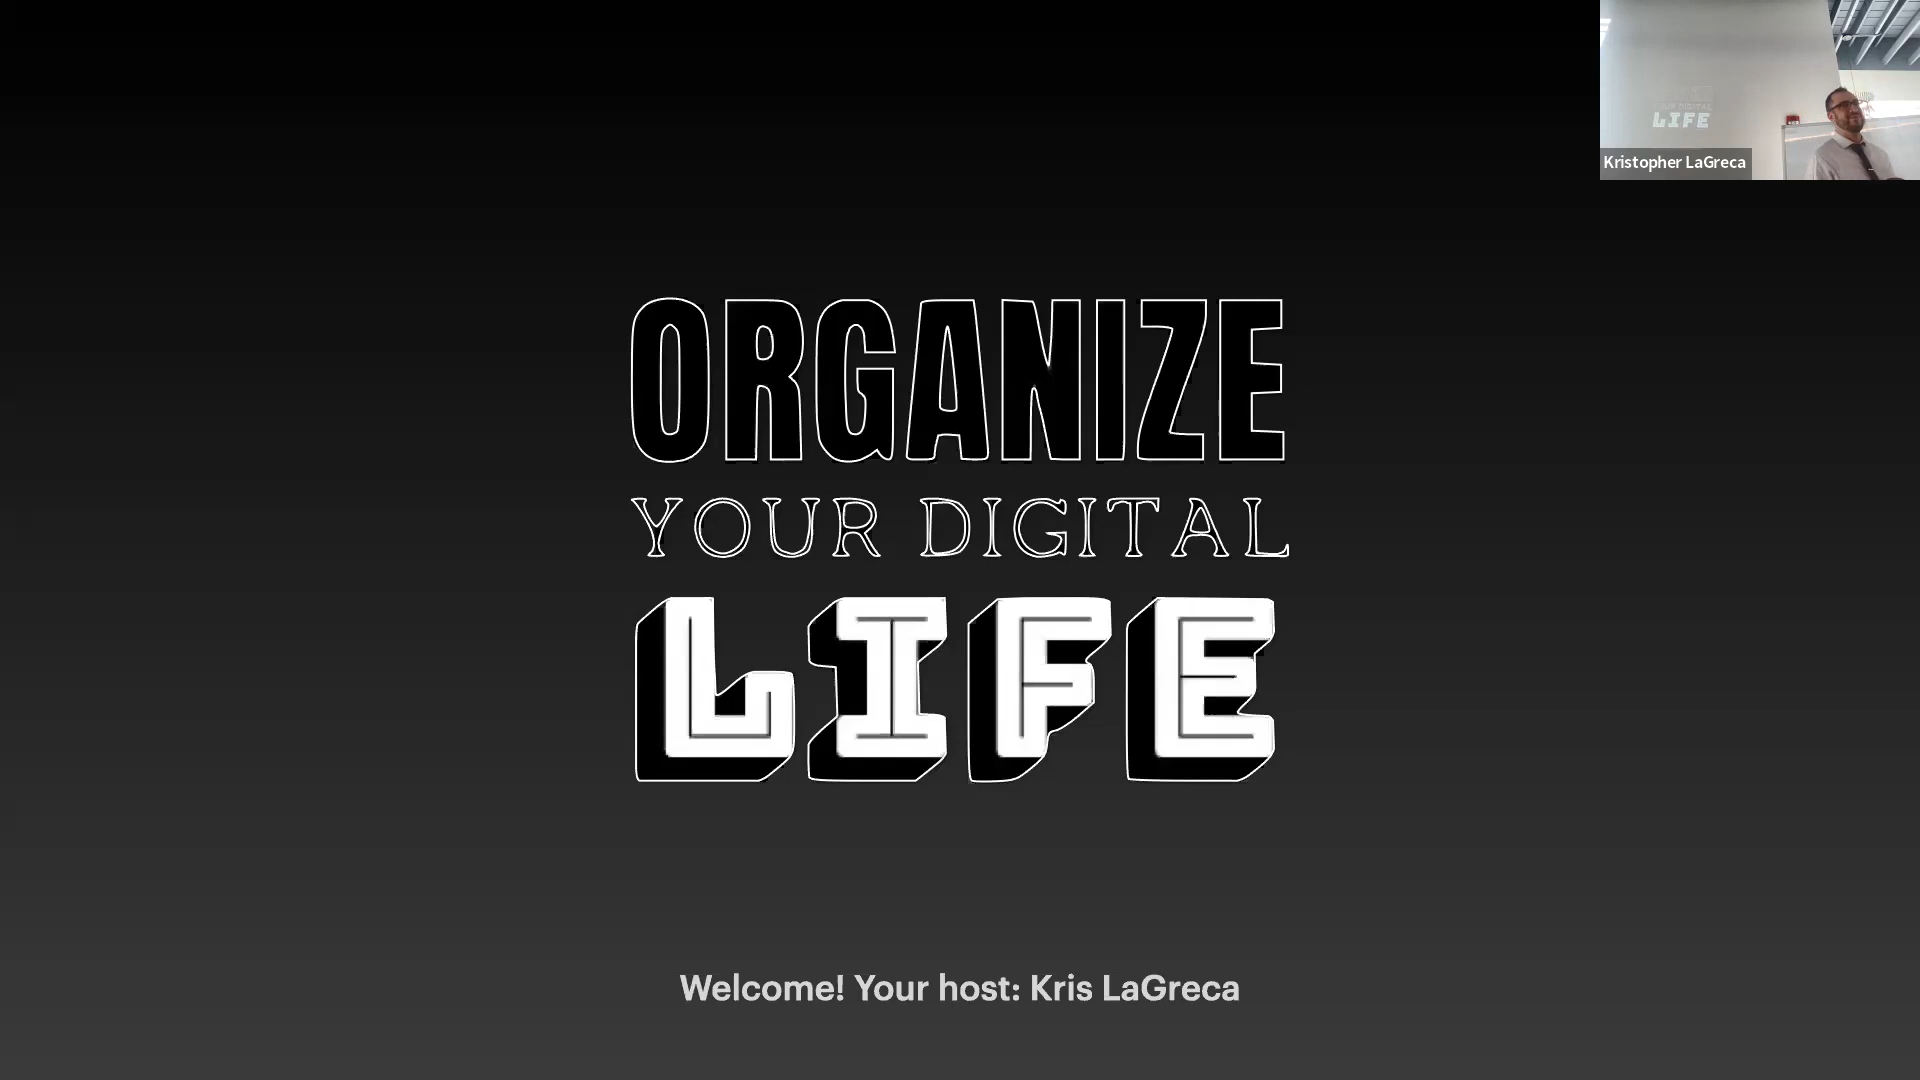 ORGANIZE
YOUR DIGITAL
LIFE
Welcome! Your host: Kris LaGreca
LIFE
Kristopher LaGreca